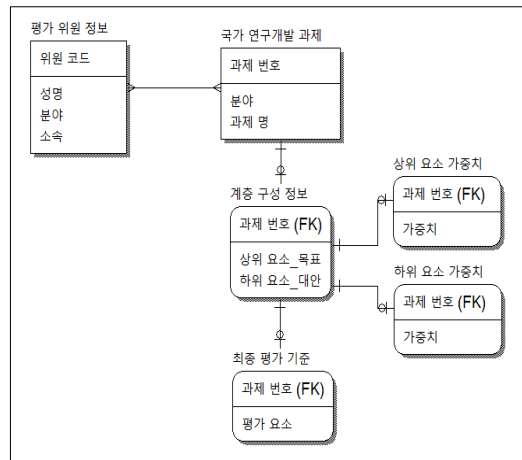 평가 위원 정보
위원 코드
성명
분야
소속
국가 연구개발 과제
과제 번호
분야
과제 명
계층 구성 정보
과제 번호 (FK)
상위 요소_목표
하위 요소_대안
상위 요소 가중치
과제 번호 (FK)
가중치
하위 요소 가중치
과제 번호 (FK)
가중치
최종 평가 기준
과제 번호 (FK)
평가 요소